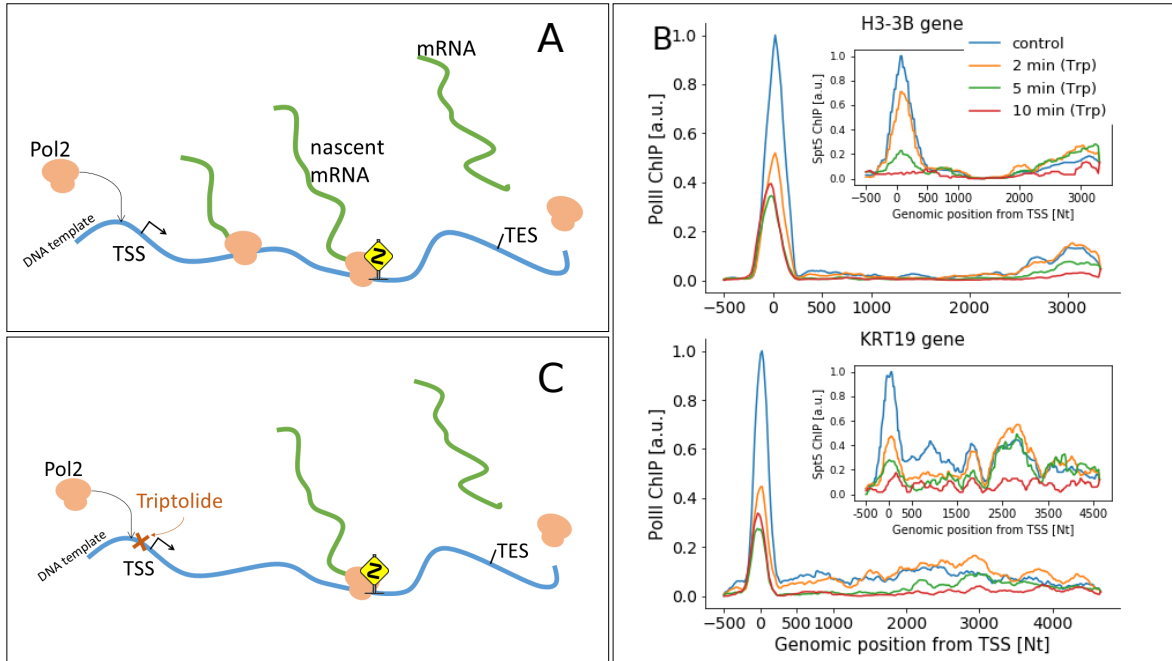 A
mRNA
nascent
mRNA
Pol2
DNA template
TSS
TES
B
H3-3B gene
PolII ChIP [a.u.]
1.0
0.8
0.6
0.4
0.2
0.0
−500
0
500
1000
2000
3000
control
2 min (Trp)
5 min (Trp)
10 min (Trp)
Spt5 ChIP [a.u.]
1.0
0.8
0.6
0.4
0.2
0.0
−500 0 500 1000 2000 3000
Genomic position from TSS [Nt]
C
Pol2
Triptolide
DNA template
TSS
TES
KRT19 gene
PolII ChIP [a.u.]
1.0
0.8
0.6
0.4
0.2
0.0
Spt5 ChIP [a.u.]
1.0
0.8
0.6
0.4
0.2
0.0
−500 0 500 1500 2500 3500 4500
Genomic position from TSS [Nt]
−500 0 500 1000 2000 3000 4000
Genomic position from TSS [Nt]